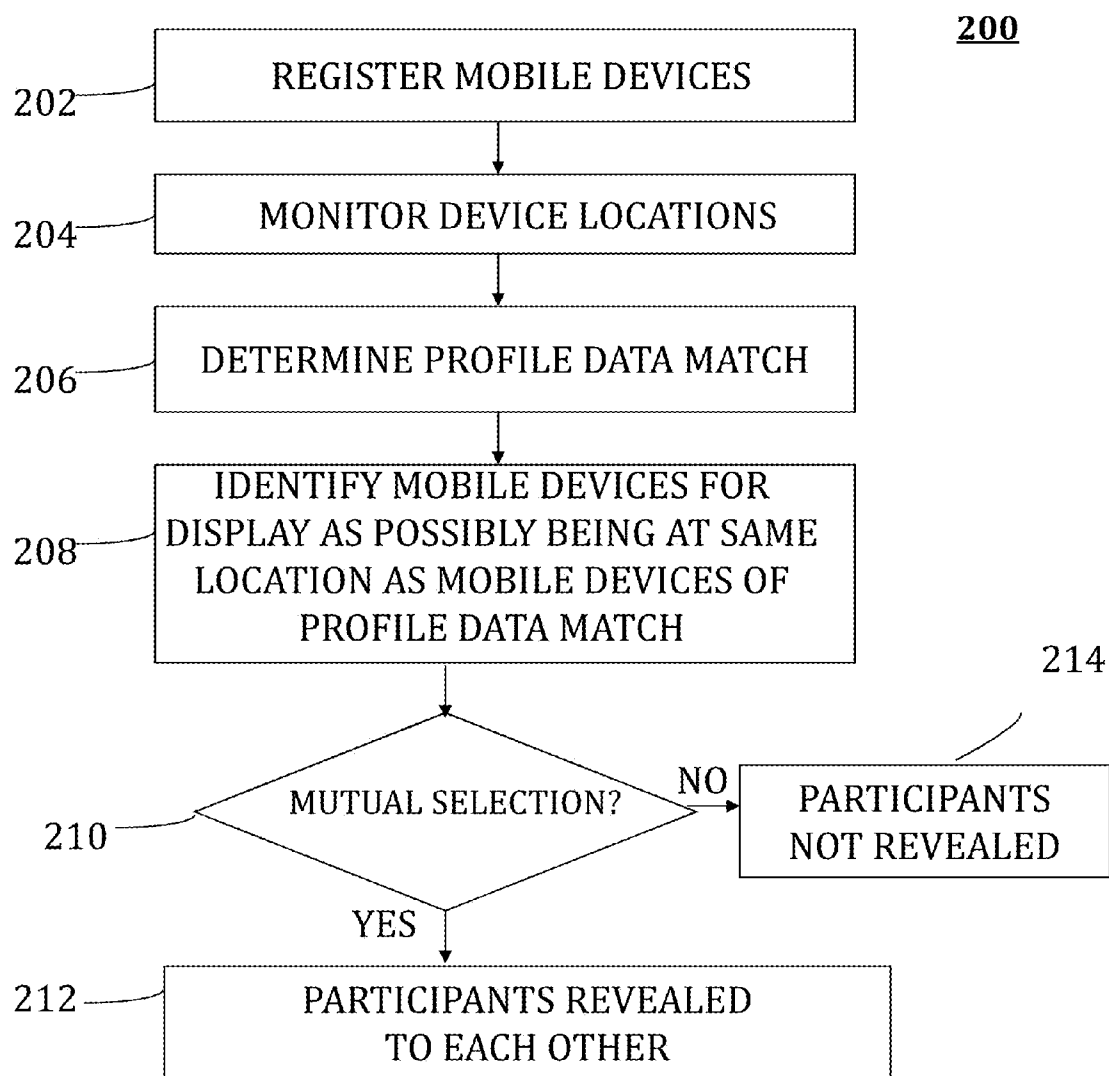 200
REGISTER MOBILE DEVICES
202
MONITOR DEVICE LOCATIONS
204
DETERMINE PROFILE DATA MATCH
206
IDENTIFY MOBILE DEVICES FOR
DISPLAY AS POSSIBLY BEING AT SAME
LOCATION AS MOBILE DEVICES OF
PROFILE DATA MATCH
208
214
MUTUAL SELECTION?
NO
PARTICIPANTS
NOT REVEALED
210
YES
212
PARTICIPANTS REVEALED
TO EACH OTHER